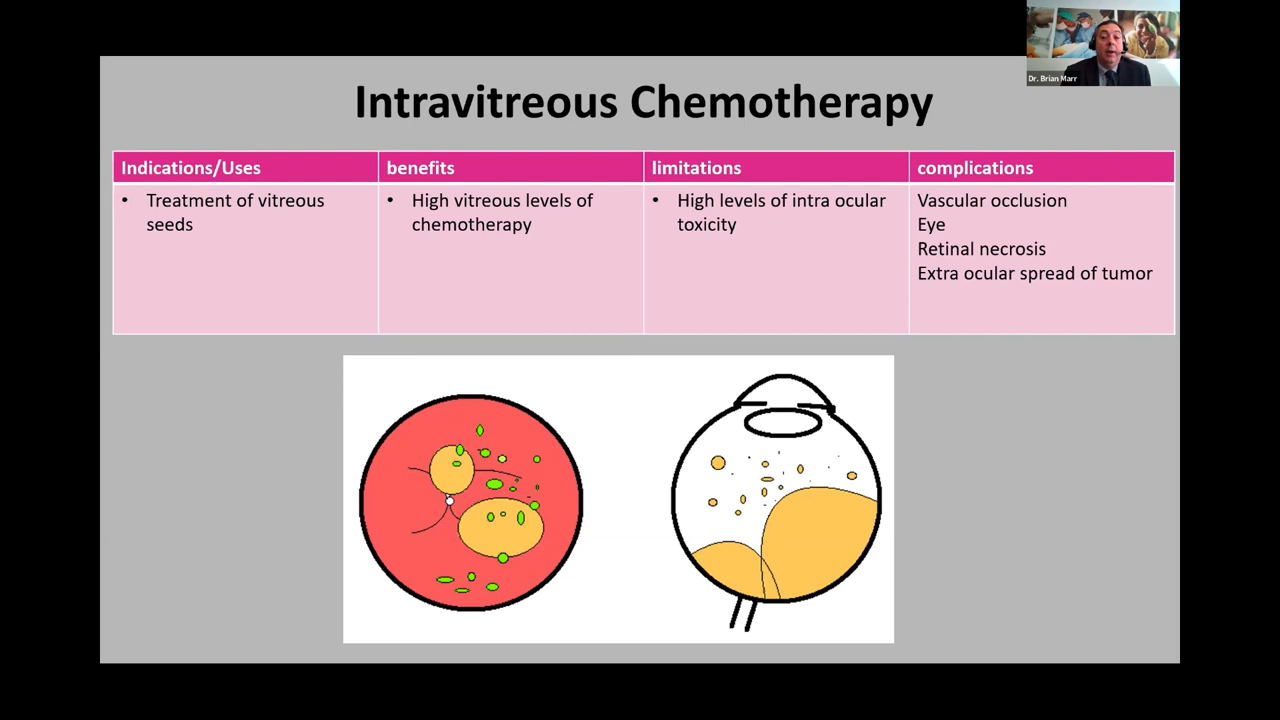 Dr. Brian Marr
Intravitreous Chemotherapy
Indications/Uses
benefits
limitations
complications
• Treatment of vitreous
seeds
• High vitreous levels of
chemotherapy
• High levels of intra ocular
toxicity
Vascular occlusion
Eye
Retinal necrosis
Extra ocular spread of tumor